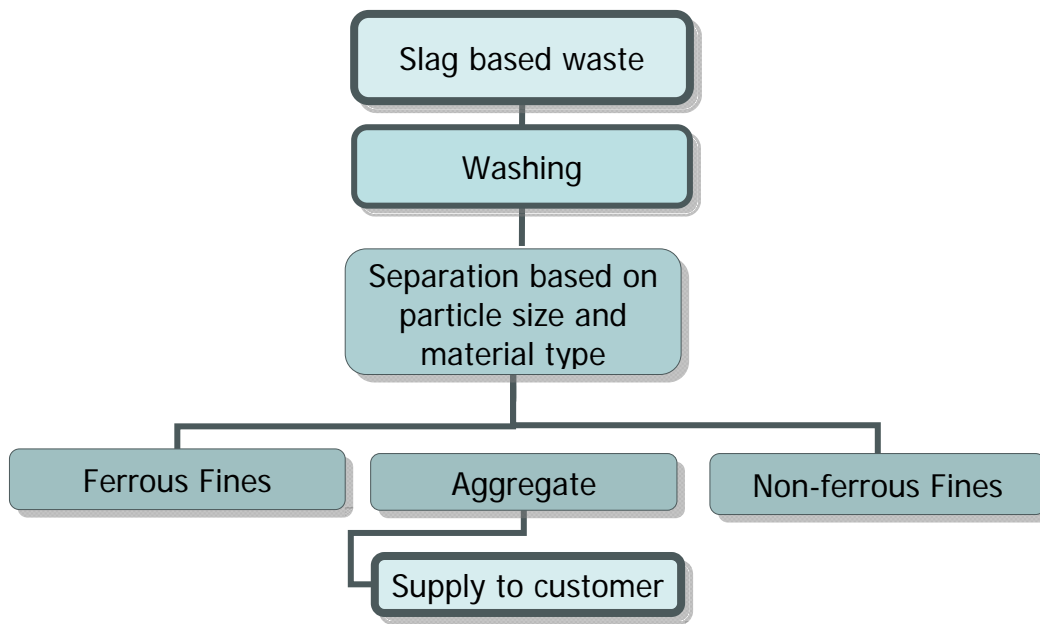 Slag based waste
Washing
Separation based on
particle size and
material type
Ferrous Fines
Aggregate
Non-ferrous Fines
Supply to customer